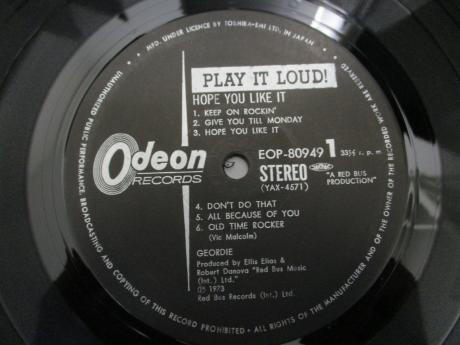 MFD. UNDER LICENCE BY TOSHIBA-EMI LTD. IN JAPAN
ALL RIGHTS OF THE MANUFACTURER AND OF THE OWNER OF THE RECORDED WORK ARE RESERVED
UNAUTHORIZED PUBLIC PERFORMANCE, BROADCASTING AND COPYING OF THIS RECORD PROHIBITED
PLAY IT LOUD!
HOPE YOU LIKE IT
1. KEEP ON ROCKIN'
2. GIVE YOU TILL MONDAY
3. HOPE YOU LIKE IT
Odeon
RECORDS
EOP-80949 1 33⅓ r. p. m
STEREO
(YAX-4571)
"A RED BUS
PRODUCTION"
4. DON'T DO THAT
5. ALL BECAUSE OF YOU
6. OLD TIME ROCKER
(Vic Malcolm)
GEORDIE
Produced by Ellis Elias &
Robert Danova "Red Bus Music
(Int.) Ltd."
Ⓟ 1973
Red Bus Records (Int.) Ltd.